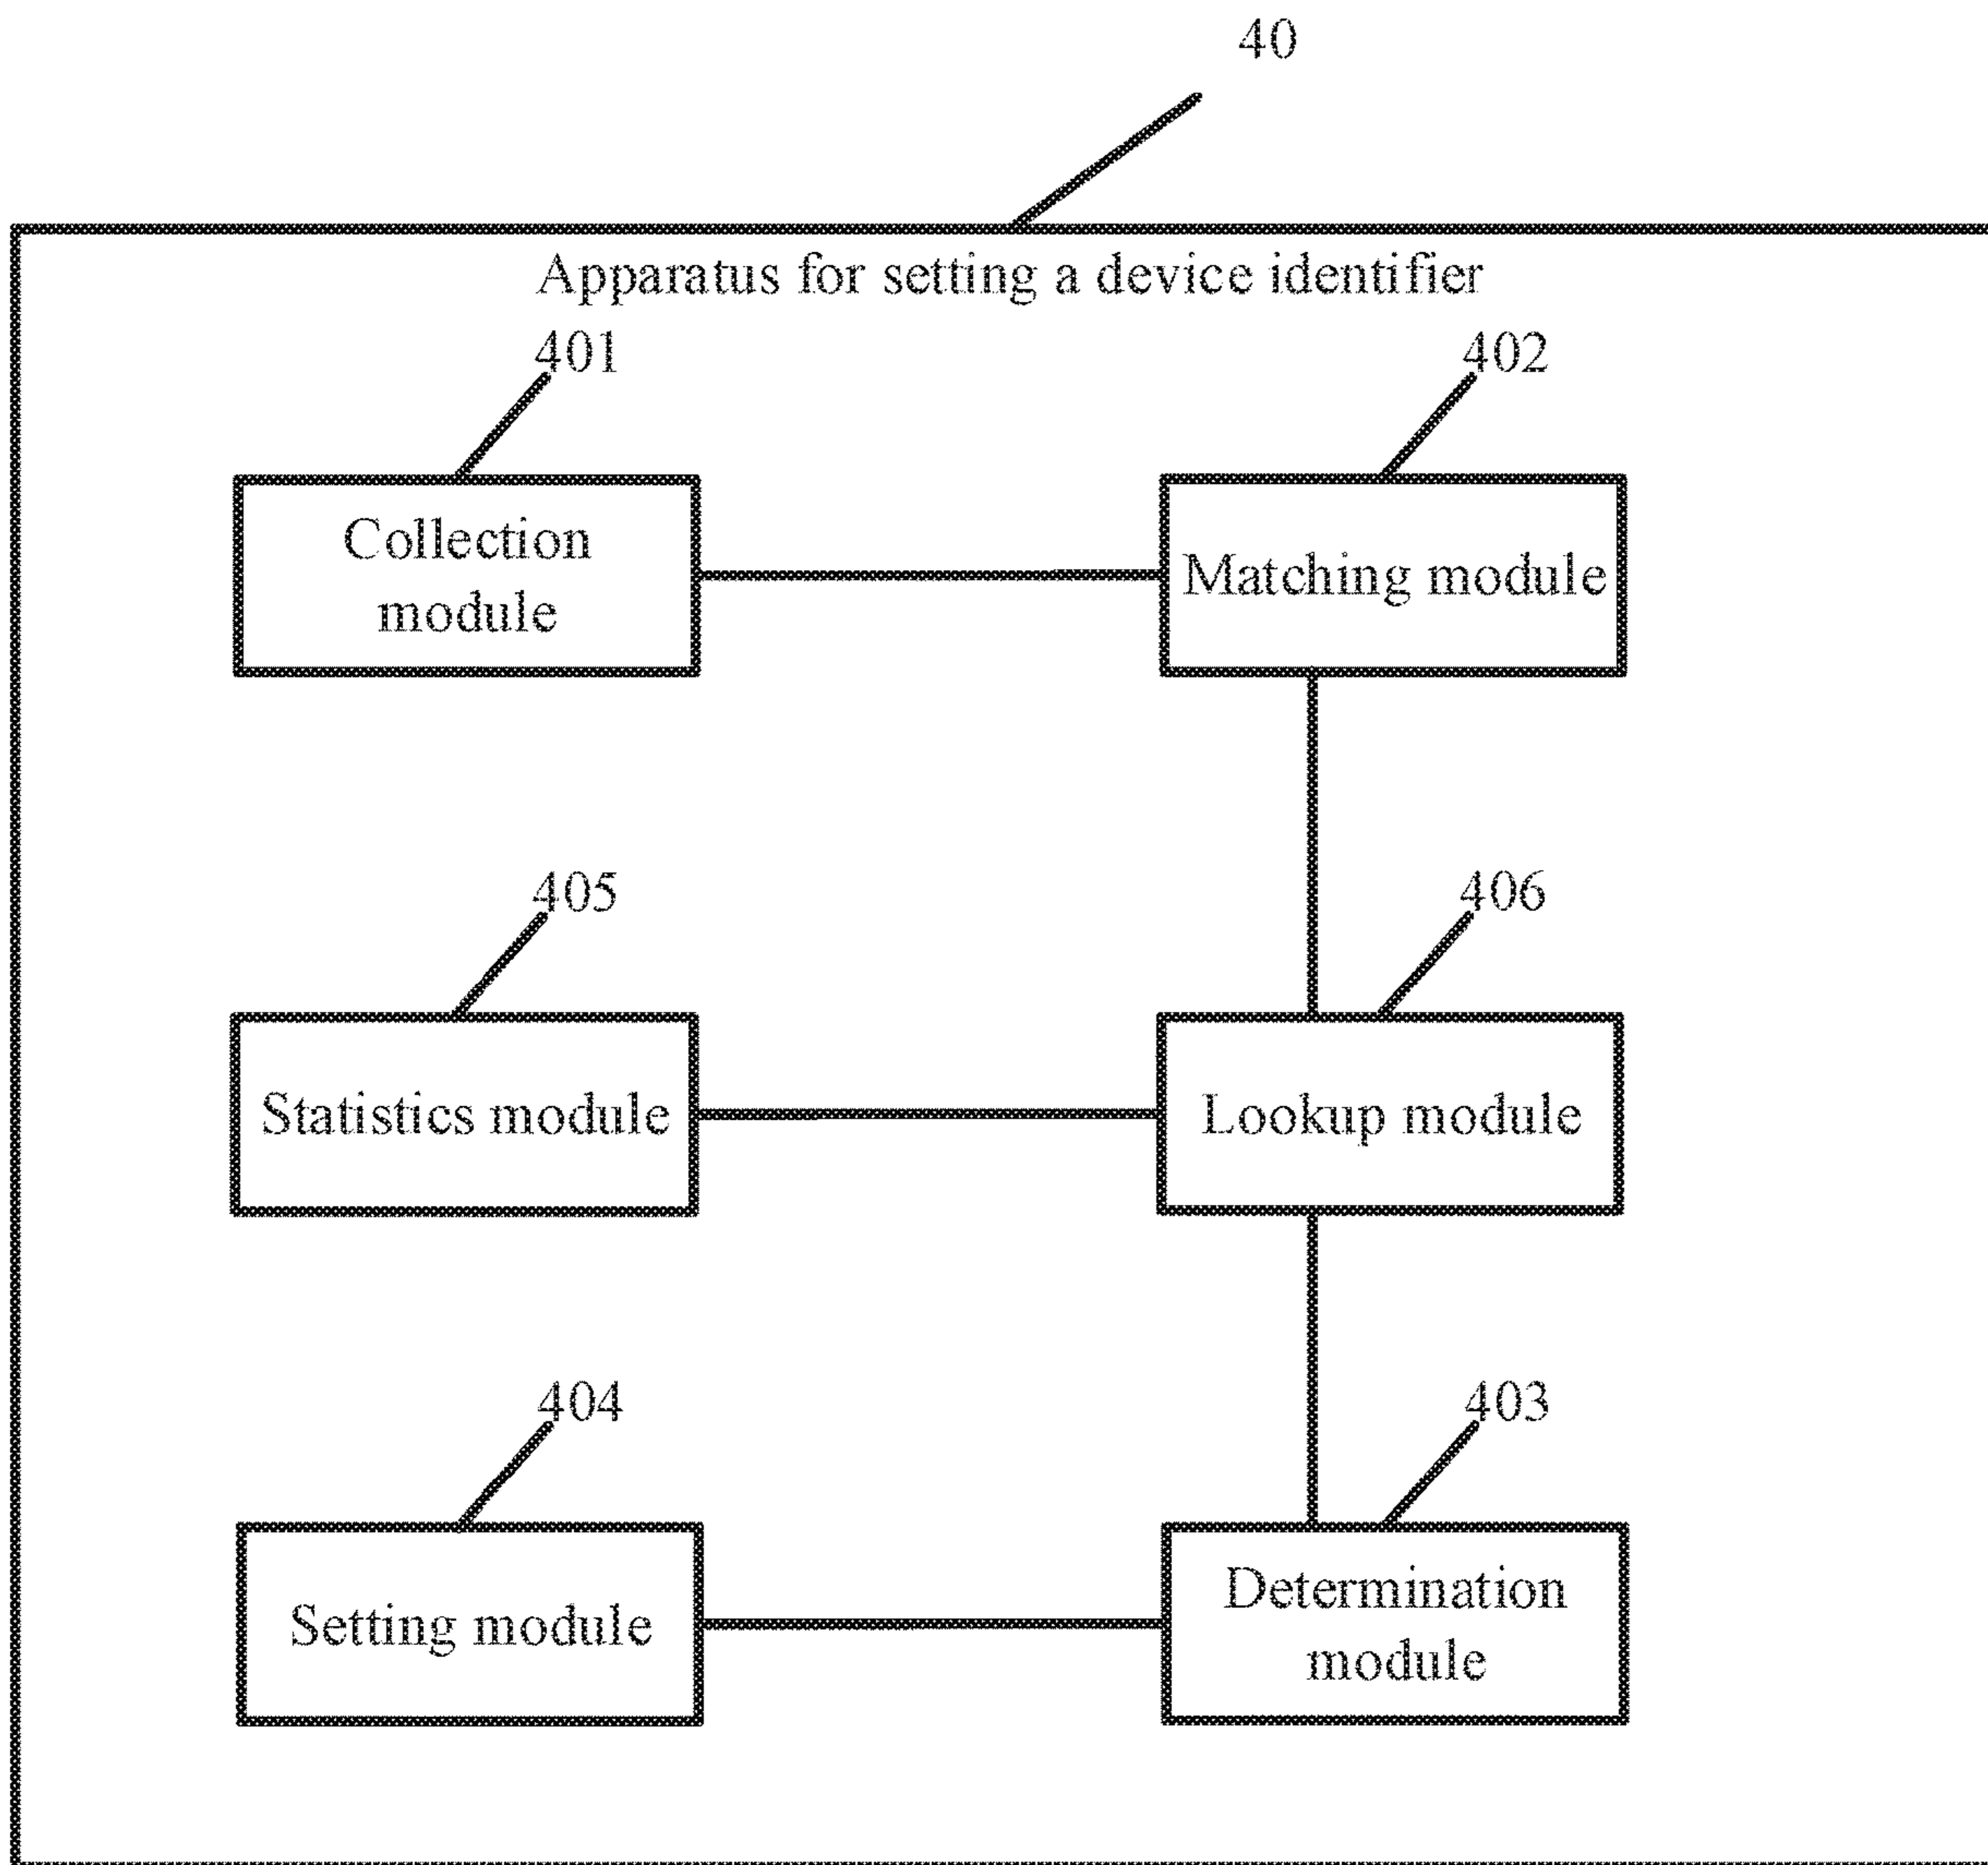 40
Apparatus for setting a device identifier
401
402
Collection
module
Matching module
405
406
Statistics module
Lookup module
404
403
Setting module
Determination
module